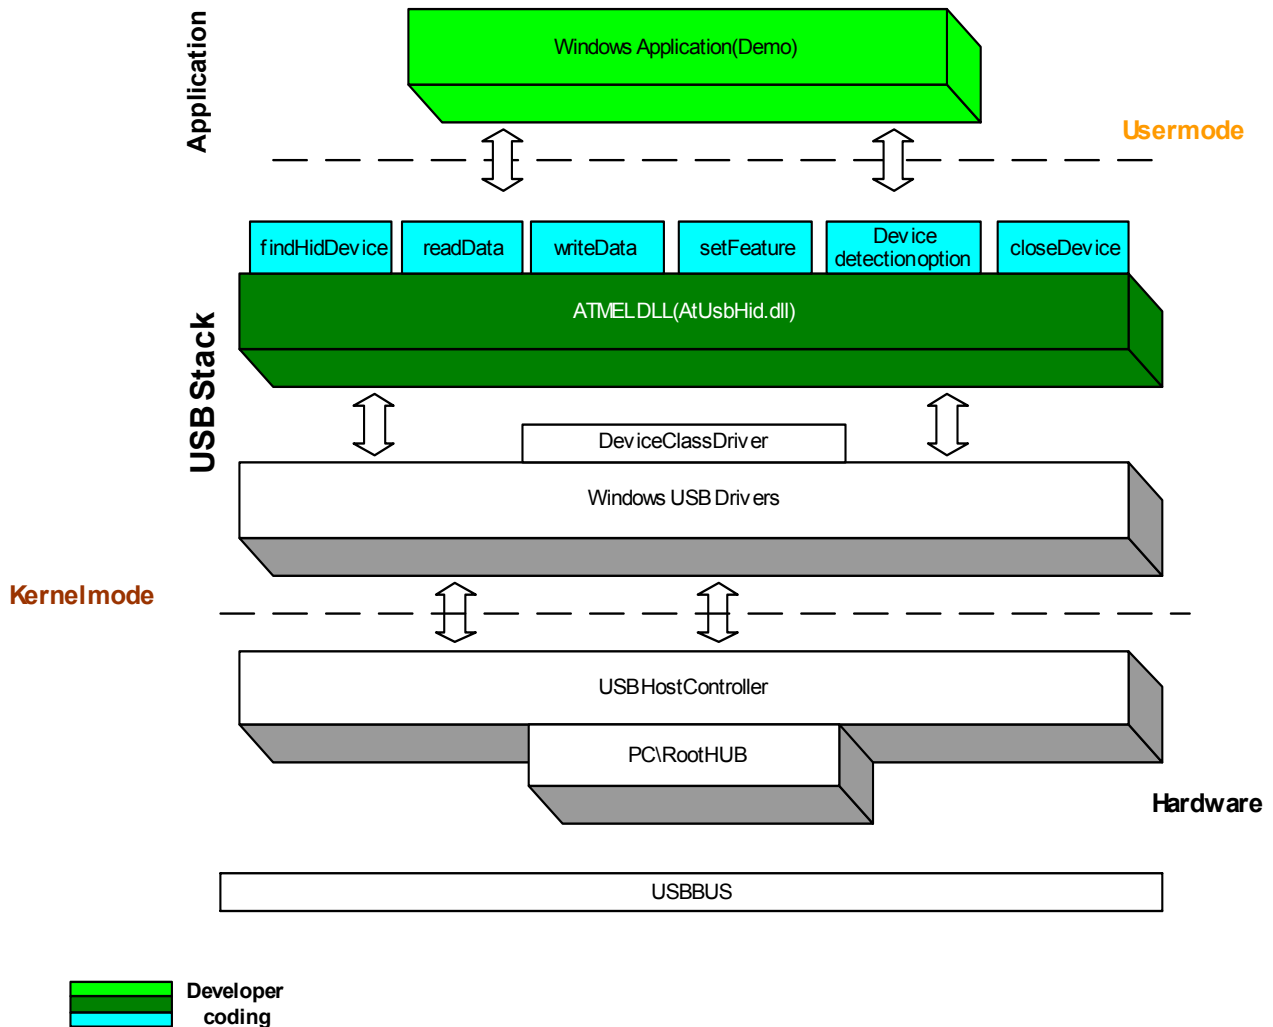 Application
Windows Application(Demo)
Usermode
findHidDevice
readData
writeData
setFeature
Device
detectionoption
closeDevice
ATMELDLL(AtUsbHid.dll)
USB Stack
DeviceClassDriver
Windows USB Drivers
Kernelmode
USBHostController
PC\RootHUB
Hardware
USBBUS
Developer
coding